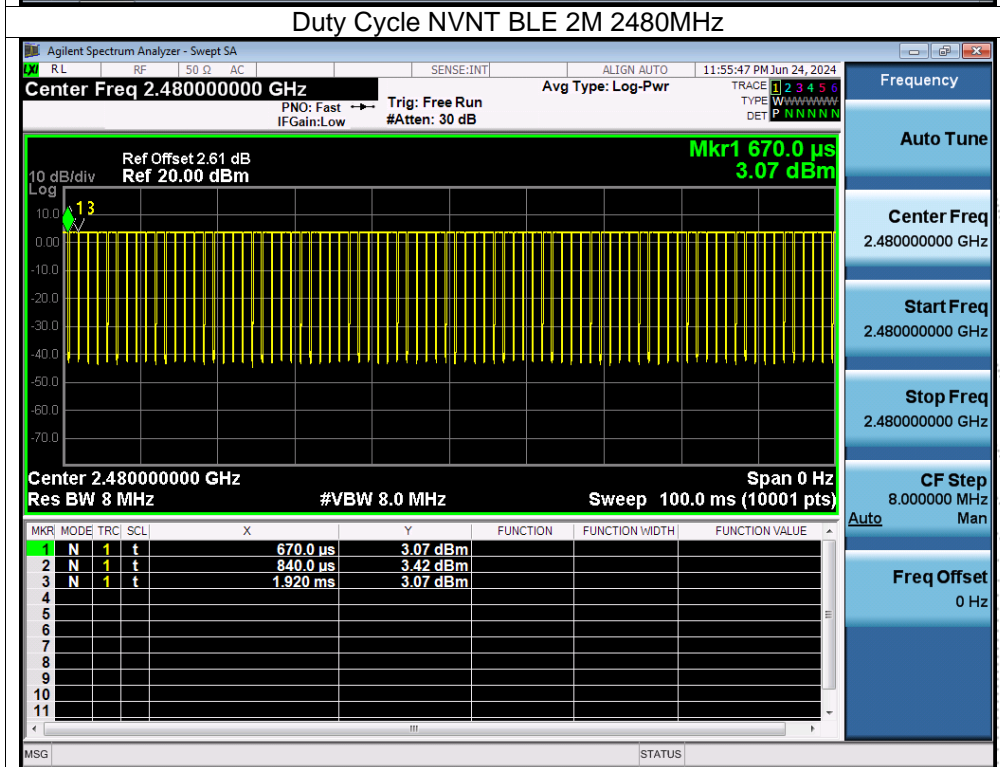 Duty Cycle NVNT BLE 2M 2480MHz
Agilent Spectrum Analyzer - Swept SA
LXI RL RF 50 Ω AC SENSE:INT ALIGN AUTO 11:55:47 PM Jun 24, 2024
Center Freq 2.480000000 GHz
PNO: Fast
IFGain:Low
Trig: Free Run
#Atten: 30 dB
Avg Type: Log-Pwr
TRACE 1 2 3 4 5 6
TYPE WWWWWW
DET P N N N N N
Mkr1 670.0 µs
3.07 dBm
Ref Offset 2.61 dB
10 dB/div Ref 20.00 dBm
Log
10.0
0.00
-10.0
-20.0
-30.0
-40.0
-50.0
-60.0
-70.0
1 3
Center 2.480000000 GHz Span 0 Hz
Res BW 8 MHz #VBW 8.0 MHz Sweep 100.0 ms (10001 pts)
MKR MODE TRC SCL X Y FUNCTION FUNCTION WIDTH FUNCTION VALUE
1 N 1 t 670.0 µs 3.07 dBm
2 N 1 t 840.0 µs 3.42 dBm
3 N 1 t 1.920 ms 3.07 dBm
4
5
6
7
8
9
10
11
MSG STATUS
Frequency
Auto Tune
Center Freq
2.480000000 GHz
Start Freq
2.480000000 GHz
Stop Freq
2.480000000 GHz
CF Step
8.000000 MHz
Auto Man
Freq Offset
0 Hz